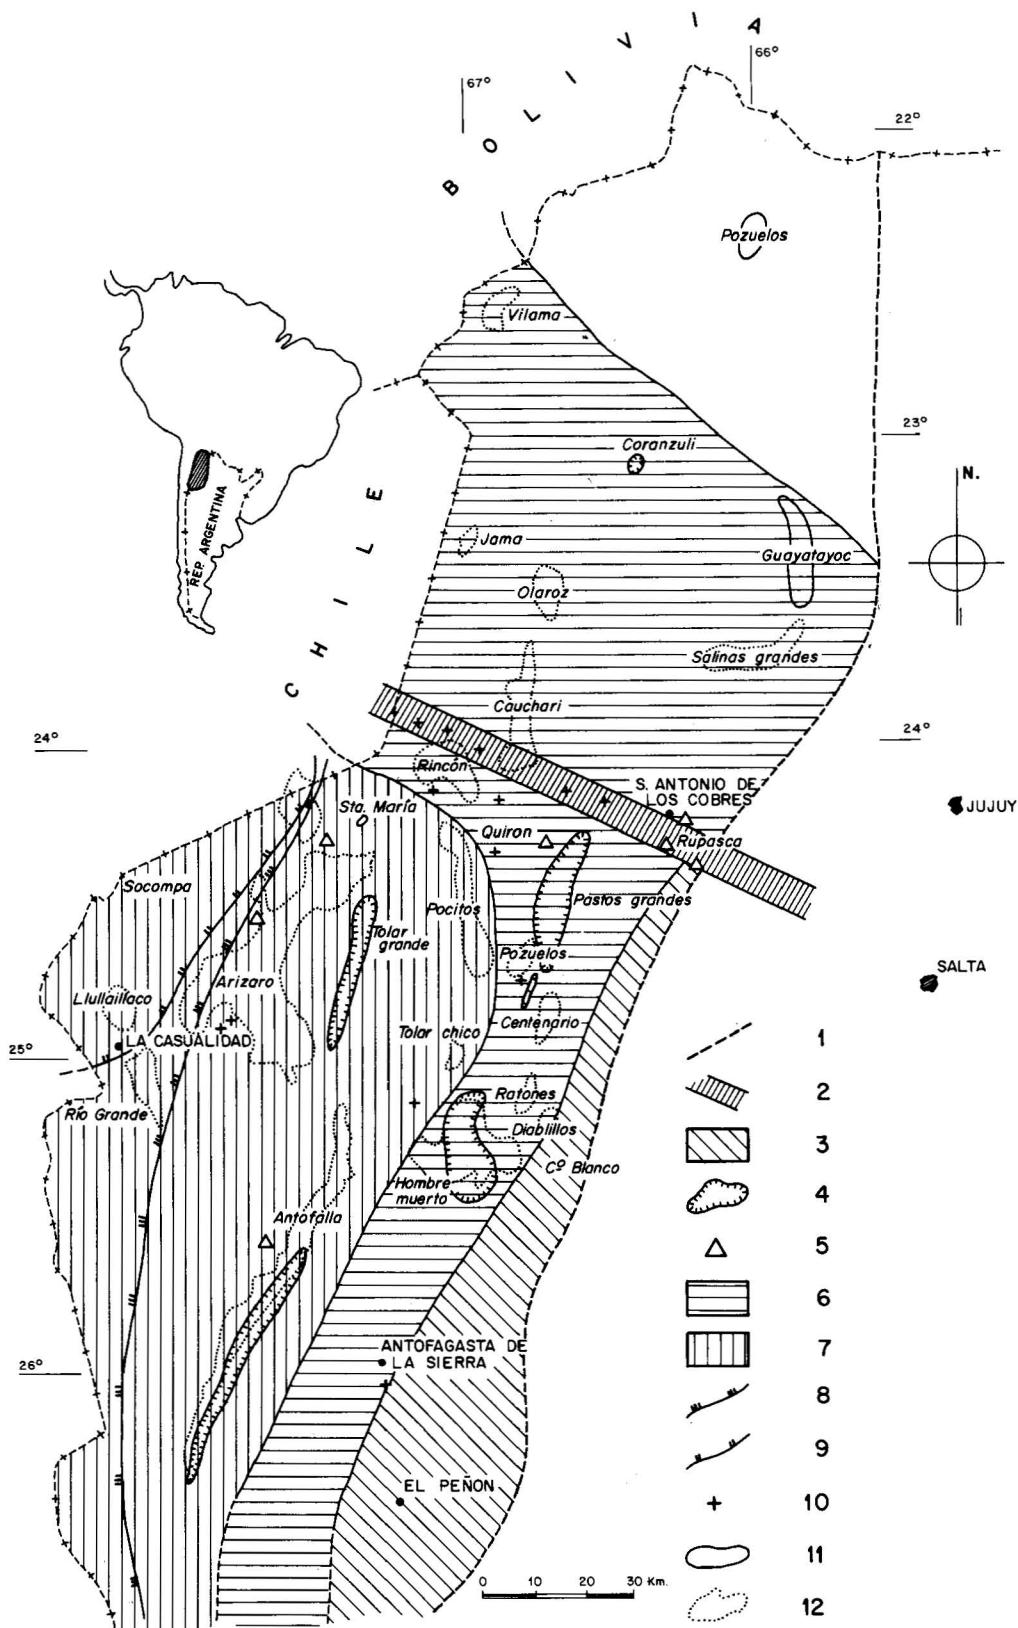 BOLIVIA
66°
67°
22°
Pozuelos
Vilama
23°
Coranzuli
N.
REP. ARGENTINA
CHILE
Jama
Guayatayoc
Olaroz
Salinas grandes
Cauchari
24°
24°
Rincón
S. ANTONIO DE
LOS COBRES
JUJUY
Sta. María
Quiron
Rupasca
Socompa
Pastos grandes
Pocitos
Tolar
grande
Pozuelos
SALTA
Arizaro
Llullaillaco
Centenario
LA CASUALIDAD
Tolar chico
25°
1
Ratones
2
Río Grande
Diablillos
3
Cº Blanco
Hombre
muerto
4
Antofalla
5
6
ANTOFAGASTA DE
LA SIERRA
7
26°
8
9
EL PEÑON
10
11
0 10 20 30 Km.
12